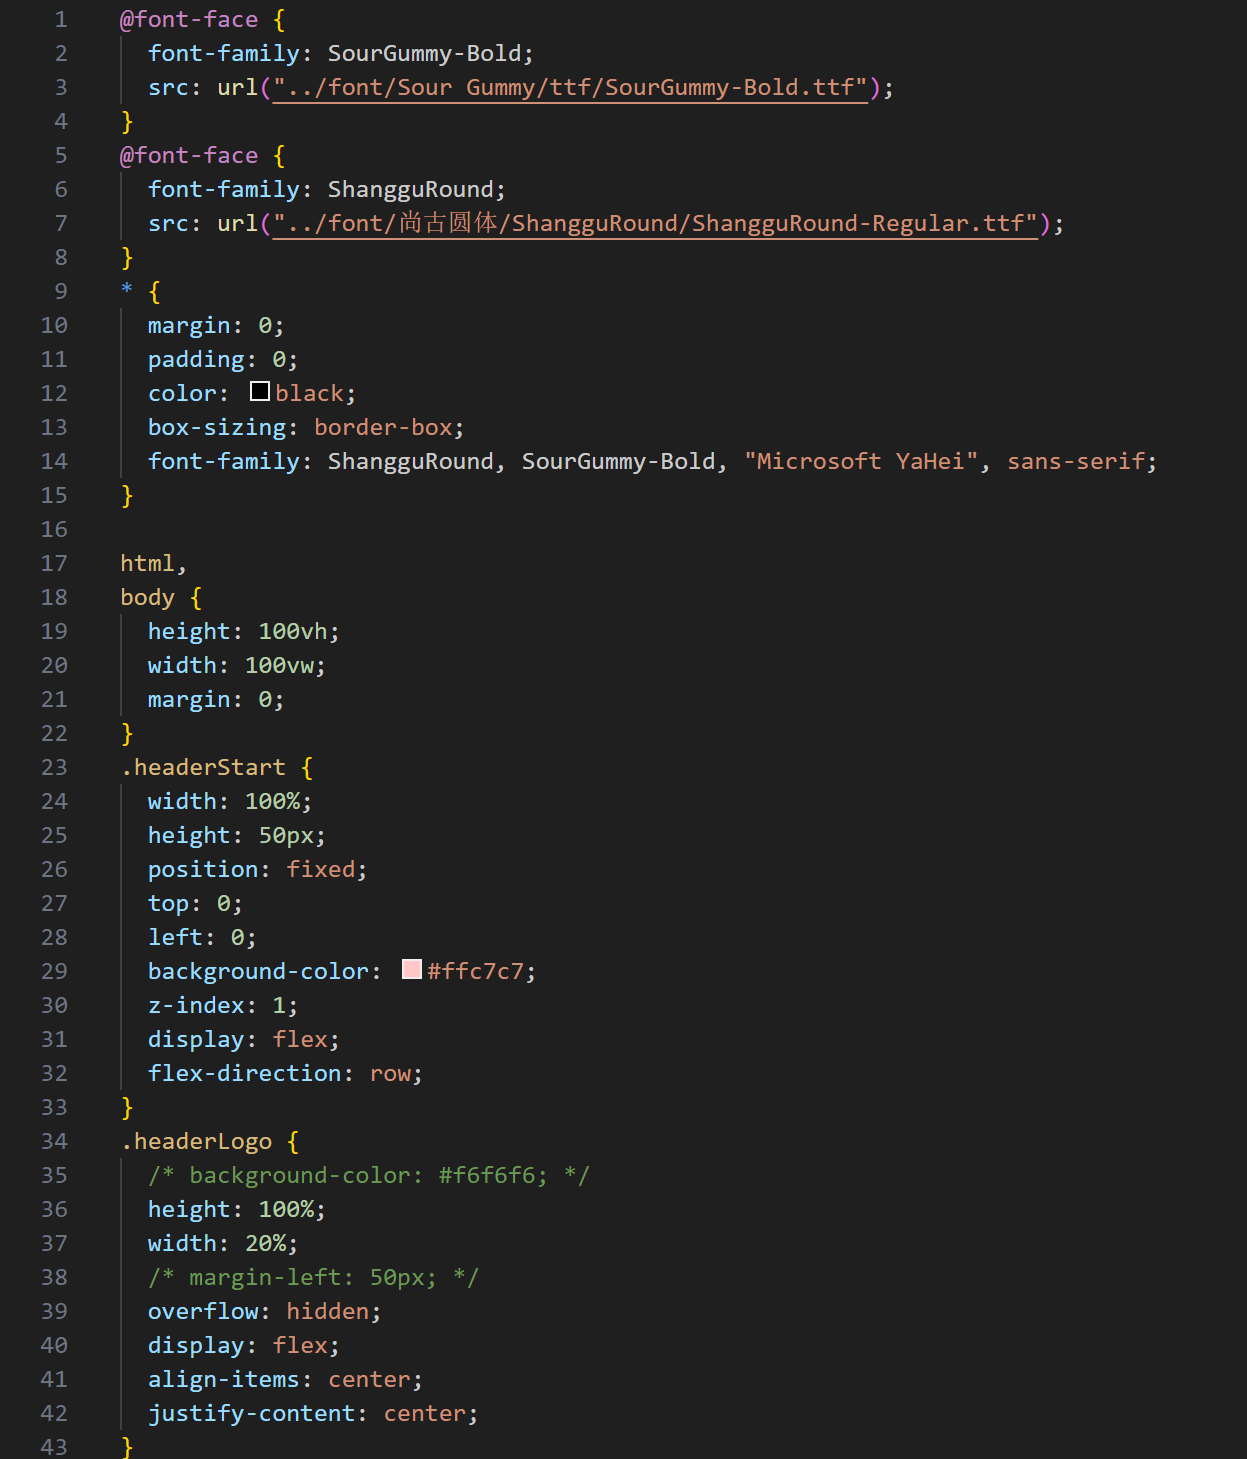 1 @font-face {
2 font-family: SourGummy-Bold;
3 src: url("../font/Sour Gummy/ttf/SourGummy-Bold.ttf");
4 }
5 @font-face {
6 font-family: ShangguRound;
7 src: url("../font/尚古圆体/ShangguRound/ShangguRound-Regular.ttf");
8 }
9 * {
10 margin: 0;
11 padding: 0;
12 color: black;
13 box-sizing: border-box;
14 font-family: ShangguRound, SourGummy-Bold, "Microsoft YaHei", sans-serif;
15 }
16
17 html,
18 body {
19 height: 100vh;
20 width: 100vw;
21 margin: 0;
22 }
23 .headerStart {
24 width: 100%;
25 height: 50px;
26 position: fixed;
27 top: 0;
28 left: 0;
29 background-color: #ffc7c7;
30 z-index: 1;
31 display: flex;
32 flex-direction: row;
33 }
34 .headerLogo {
35 /* background-color: #f6f6f6; */
36 height: 100%;
37 width: 20%;
38 /* margin-left: 50px; */
39 overflow: hidden;
40 display: flex;
41 align-items: center;
42 justify-content: center;
43 }